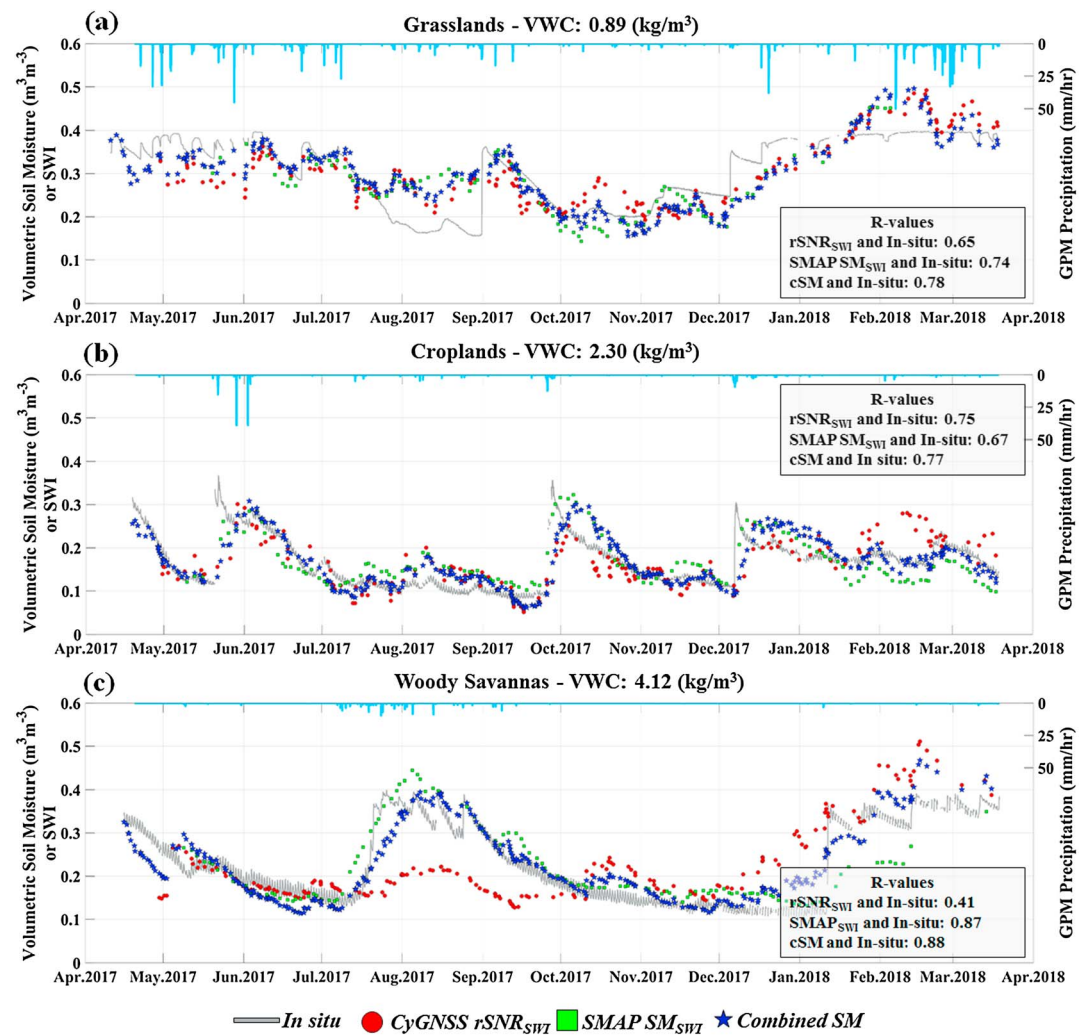 (a) Grasslands - VWC: 0.89 (kg/m³)
Volumetric Soil Moisture (m³ m⁻³)
or SWI
0.6
0.5
0.4
0.3
0.2
0.1
0
0
25
50
GPM Precipitation (mm/hr)
R-values
rSNR_SWI and In-situ: 0.65
SMAP SM_SWI and In-situ: 0.74
cSM and In-situ: 0.78
Apr.2017 May.2017 Jun.2017 Jul.2017 Aug.2017 Sep.2017 Oct.2017 Nov.2017 Dec.2017 Jan.2018 Feb.2018 Mar.2018 Apr.2018
(b) Croplands - VWC: 2.30 (kg/m³)
Volumetric Soil Moisture (m³ m⁻³)
or SWI
0.6
0.5
0.4
0.3
0.2
0.1
0
0
25
50
GPM Precipitation (mm/hr)
R-values
rSNR_SWI and In-situ: 0.75
SMAP SM_SWI and In-situ: 0.67
cSM and In situ: 0.77
Apr.2017 May.2017 Jun.2017 Jul.2017 Aug.2017 Sep.2017 Oct.2017 Nov.2017 Dec.2017 Jan.2018 Feb.2018 Mar.2018 Apr.2018
(c) Woody Savannas - VWC: 4.12 (kg/m³)
Volumetric Soil Moisture (m³ m⁻³)
or SWI
0.6
0.5
0.4
0.3
0.2
0.1
0
0
25
50
GPM Precipitation (mm/hr)
R-values
rSNR_SWI and In-situ: 0.41
SMAP_SWI and In-situ: 0.87
cSM and In-situ: 0.88
Apr.2017 May.2017 Jun.2017 Jul.2017 Aug.2017 Sep.2017 Oct.2017 Nov.2017 Dec.2017 Jan.2018 Feb.2018 Mar.2018 Apr.2018
In situ CyGNSS rSNR_SWI SMAP SM_SWI Combined SM